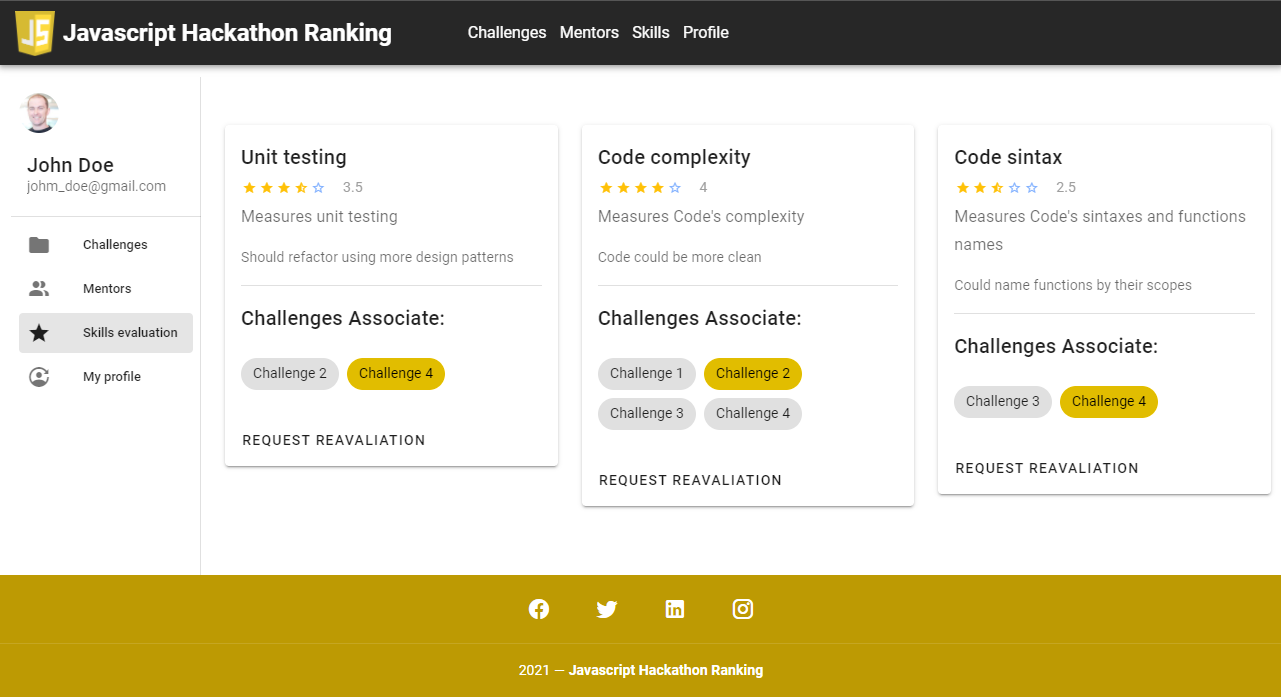 JS Javascript Hackathon Ranking Challenges Mentors Skills Profile
John Doe
johm_doe@gmail.com
Challenges
Mentors
Skills evaluation
My profile
Unit testing
3.5
Measures unit testing
Should refactor using more design patterns
Challenges Associate:
Challenge 2 Challenge 4
REQUEST REAVALIATION
Code complexity
4
Measures Code's complexity
Code could be more clean
Challenges Associate:
Challenge 1 Challenge 2
Challenge 3 Challenge 4
REQUEST REAVALIATION
Code sintax
2.5
Measures Code's sintaxes and functions
names
Could name functions by their scopes
Challenges Associate:
Challenge 3 Challenge 4
REQUEST REAVALIATION
2021 — Javascript Hackathon Ranking